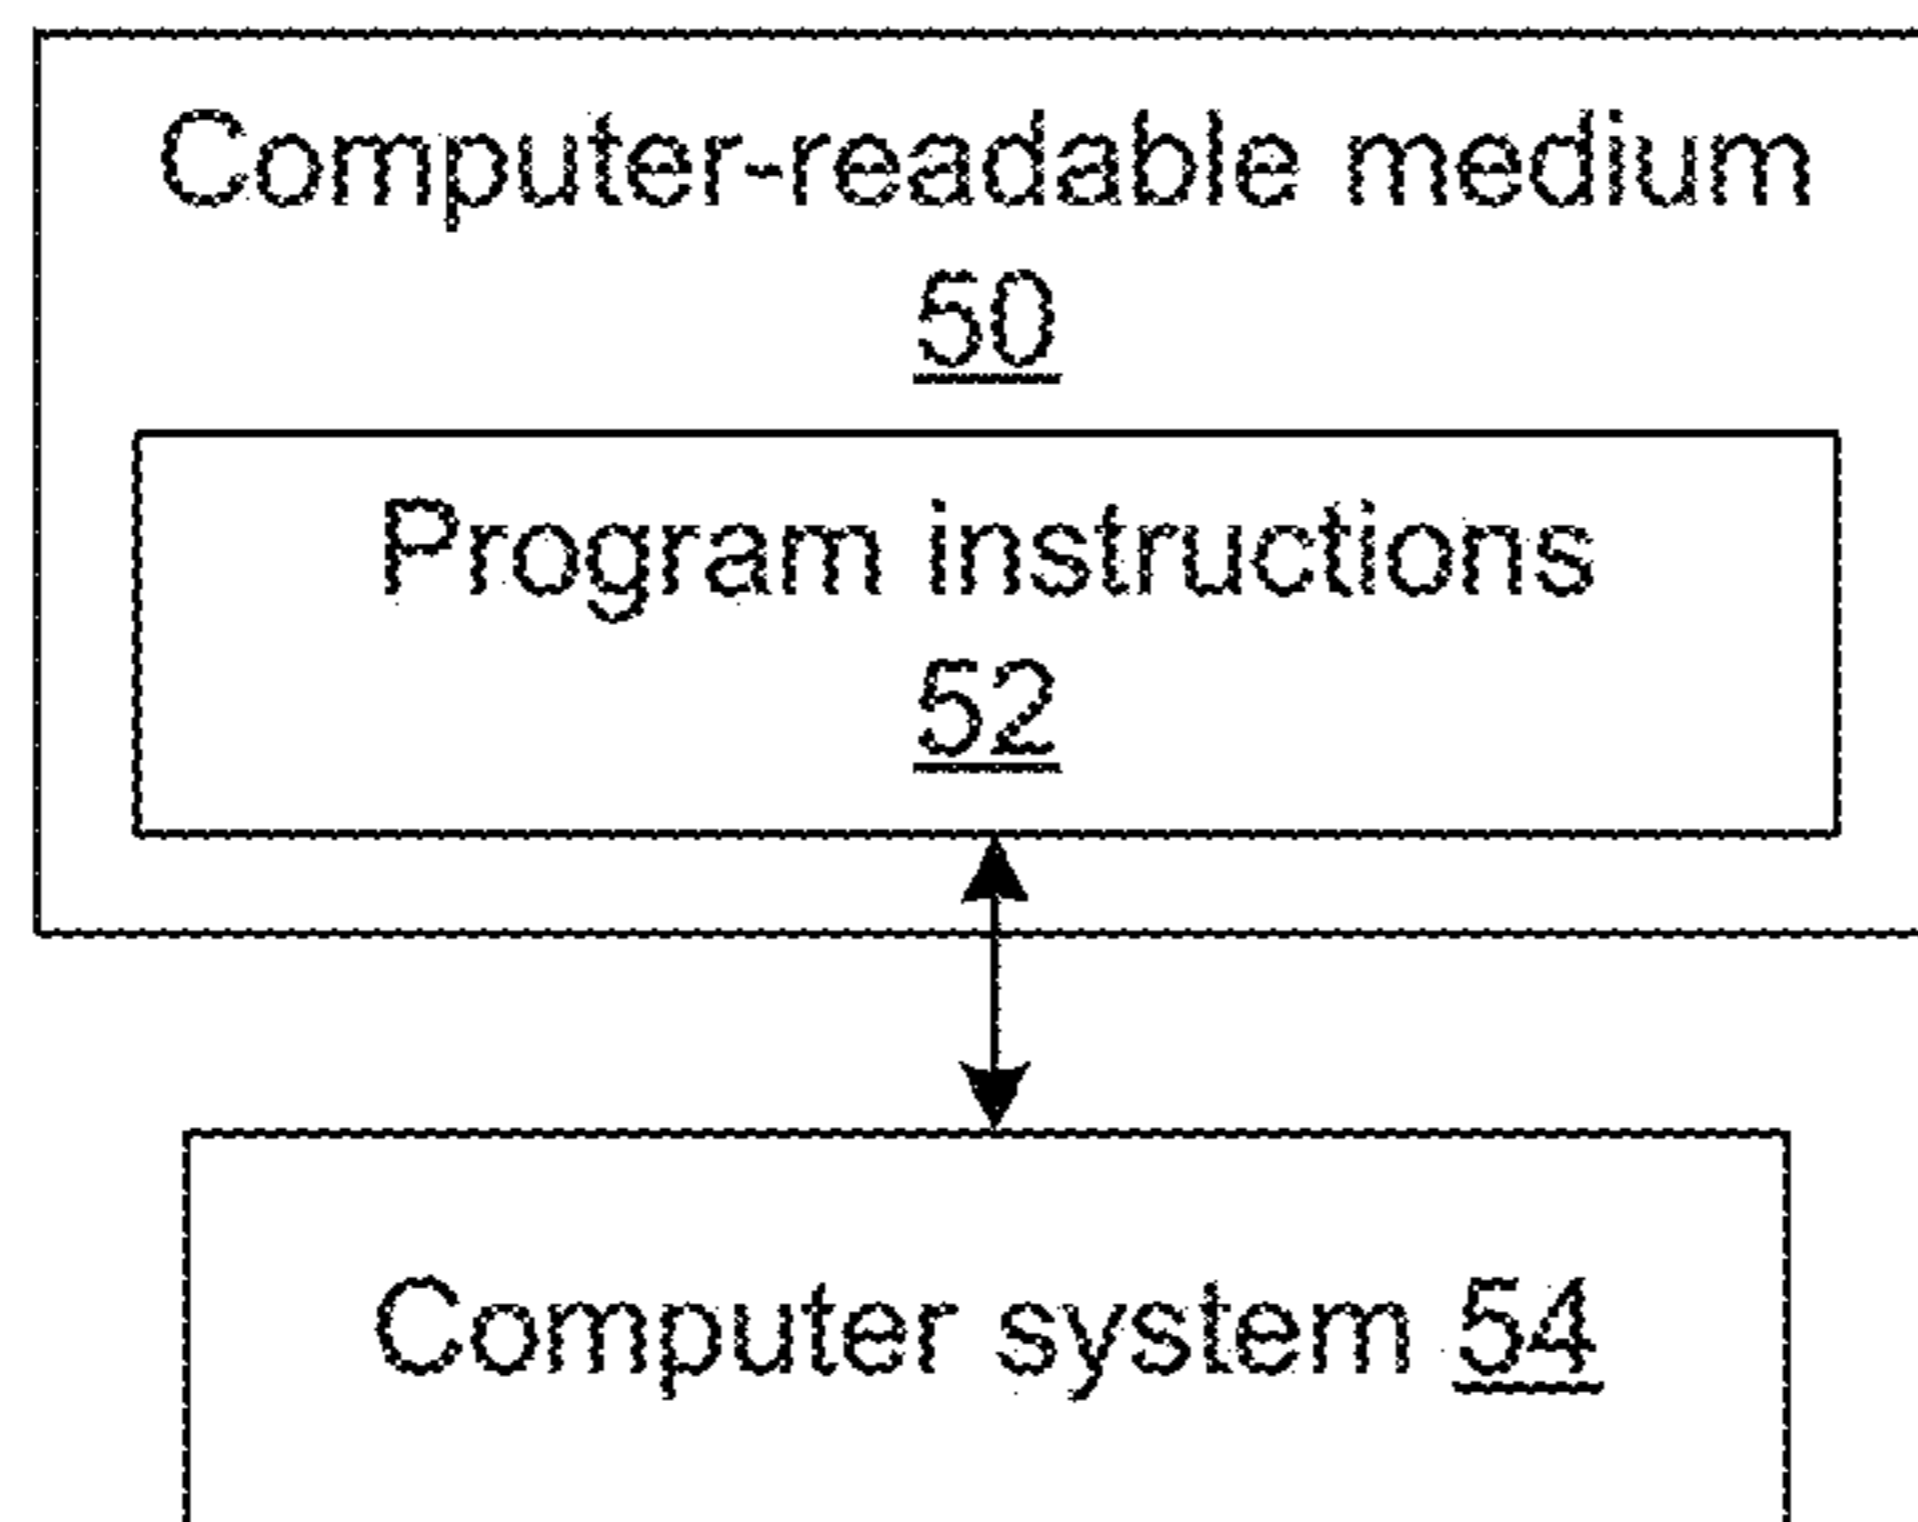 Computer-readable medium
50
Program instructions
52
Computer system 54